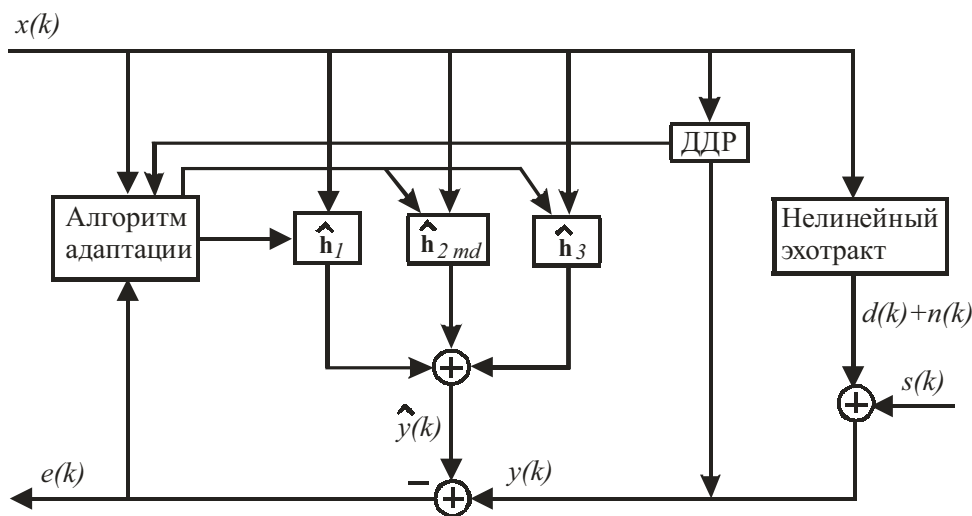 x(k)
ДДР
Алгоритм
адаптации
ĥ1
ĥ2 md
ĥ3
Нелинейный
эхотракт
d(k)+n(k)
+
+
s(k)
ŷ(k)
e(k)
–
+
y(k)